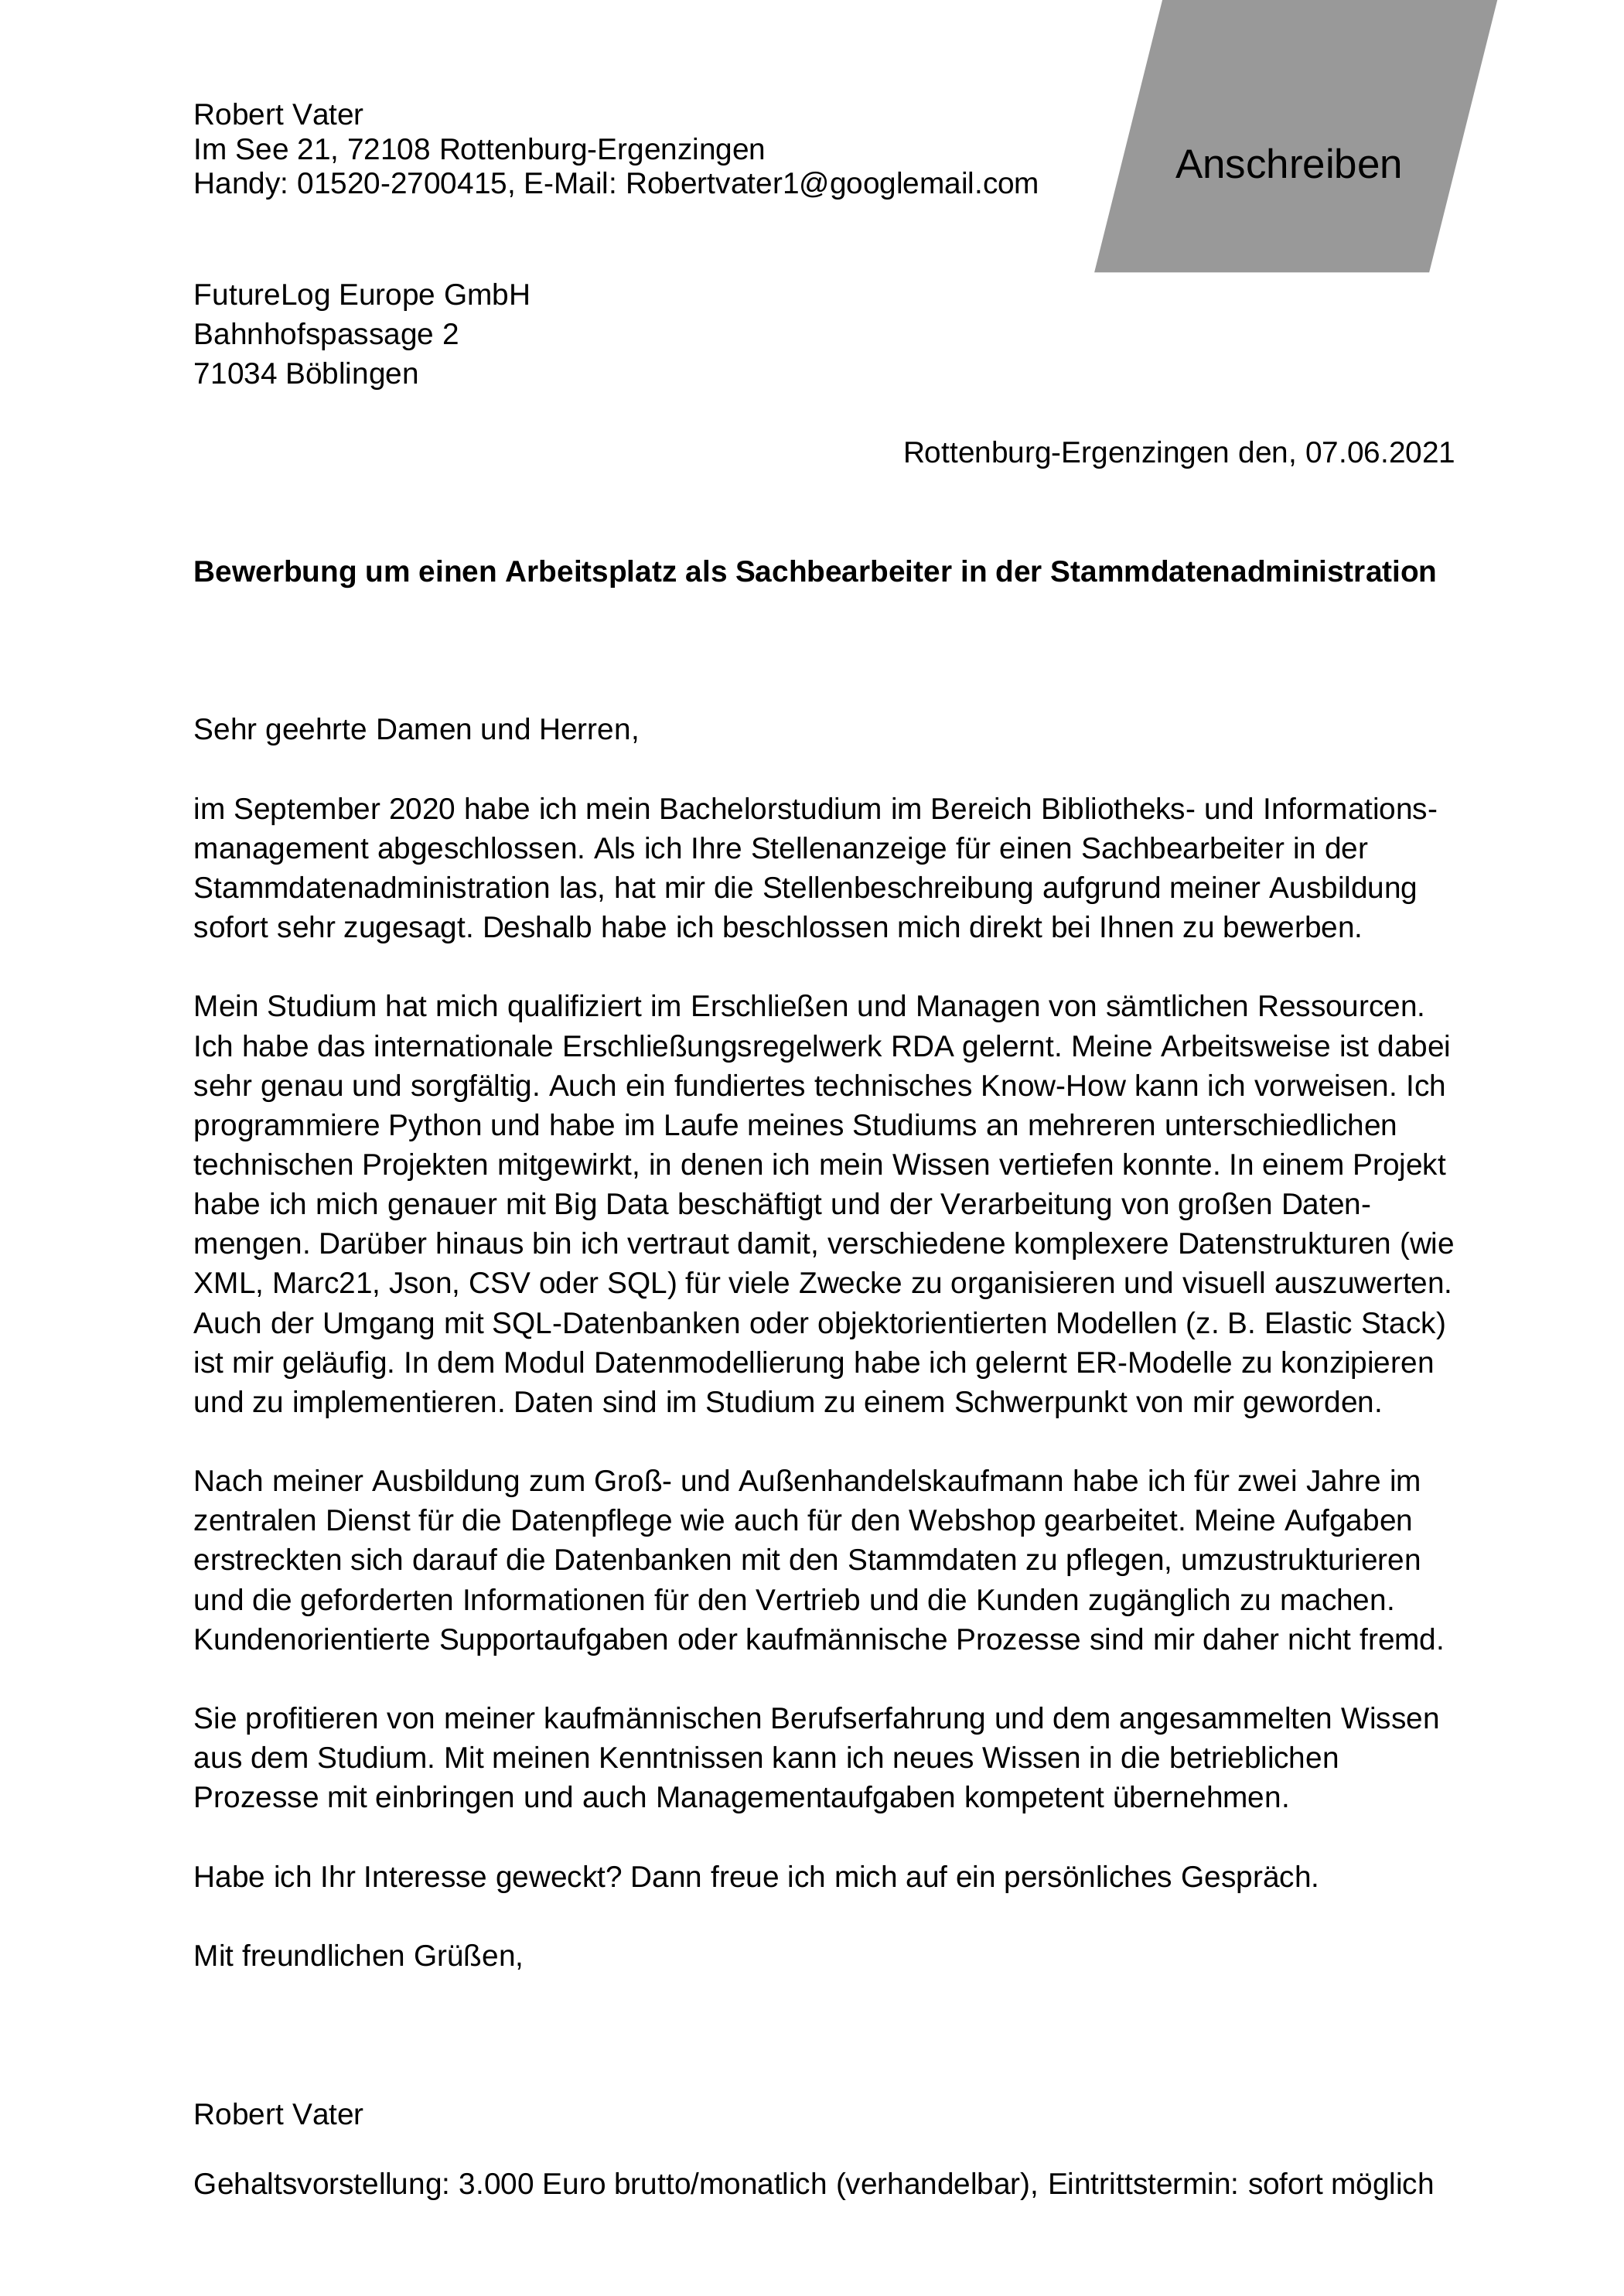 Robert Vater
Im See 21, 72108 Rottenburg-Ergenzingen
Handy: 01520-2700415, E-Mail: Robertvater1@googlemail.com
Anschreiben
FutureLog Europe GmbH
Bahnhofspassage 2
71034 Böblingen
Rottenburg-Ergenzingen den, 07.06.2021
Bewerbung um einen Arbeitsplatz als Sachbearbeiter in der Stammdatenadministration
Sehr geehrte Damen und Herren,
im September 2020 habe ich mein Bachelorstudium im Bereich Bibliotheks- und Informations-
management abgeschlossen. Als ich Ihre Stellenanzeige für einen Sachbearbeiter in der
Stammdatenadministration las, hat mir die Stellenbeschreibung aufgrund meiner Ausbildung
sofort sehr zugesagt. Deshalb habe ich beschlossen mich direkt bei Ihnen zu bewerben.
Mein Studium hat mich qualifiziert im Erschließen und Managen von sämtlichen Ressourcen.
Ich habe das internationale Erschließungsregelwerk RDA gelernt. Meine Arbeitsweise ist dabei
sehr genau und sorgfältig. Auch ein fundiertes technisches Know-How kann ich vorweisen. Ich
programmiere Python und habe im Laufe meines Studiums an mehreren unterschiedlichen
technischen Projekten mitgewirkt, in denen ich mein Wissen vertiefen konnte. In einem Projekt
habe ich mich genauer mit Big Data beschäftigt und der Verarbeitung von großen Daten-
mengen. Darüber hinaus bin ich vertraut damit, verschiedene komplexere Datenstrukturen (wie
XML, Marc21, Json, CSV oder SQL) für viele Zwecke zu organisieren und visuell auszuwerten.
Auch der Umgang mit SQL-Datenbanken oder objektorientierten Modellen (z. B. Elastic Stack)
ist mir geläufig. In dem Modul Datenmodellierung habe ich gelernt ER-Modelle zu konzipieren
und zu implementieren. Daten sind im Studium zu einem Schwerpunkt von mir geworden.
Nach meiner Ausbildung zum Groß- und Außenhandelskaufmann habe ich für zwei Jahre im
zentralen Dienst für die Datenpflege wie auch für den Webshop gearbeitet. Meine Aufgaben
erstreckten sich darauf die Datenbanken mit den Stammdaten zu pflegen, umzustrukturieren
und die geforderten Informationen für den Vertrieb und die Kunden zugänglich zu machen.
Kundenorientierte Supportaufgaben oder kaufmännische Prozesse sind mir daher nicht fremd.
Sie profitieren von meiner kaufmännischen Berufserfahrung und dem angesammelten Wissen
aus dem Studium. Mit meinen Kenntnissen kann ich neues Wissen in die betrieblichen
Prozesse mit einbringen und auch Managementaufgaben kompetent übernehmen.
Habe ich Ihr Interesse geweckt? Dann freue ich mich auf ein persönliches Gespräch.
Mit freundlichen Grüßen,
Robert Vater
Gehaltsvorstellung: 3.000 Euro brutto/monatlich (verhandelbar), Eintrittstermin: sofort möglich